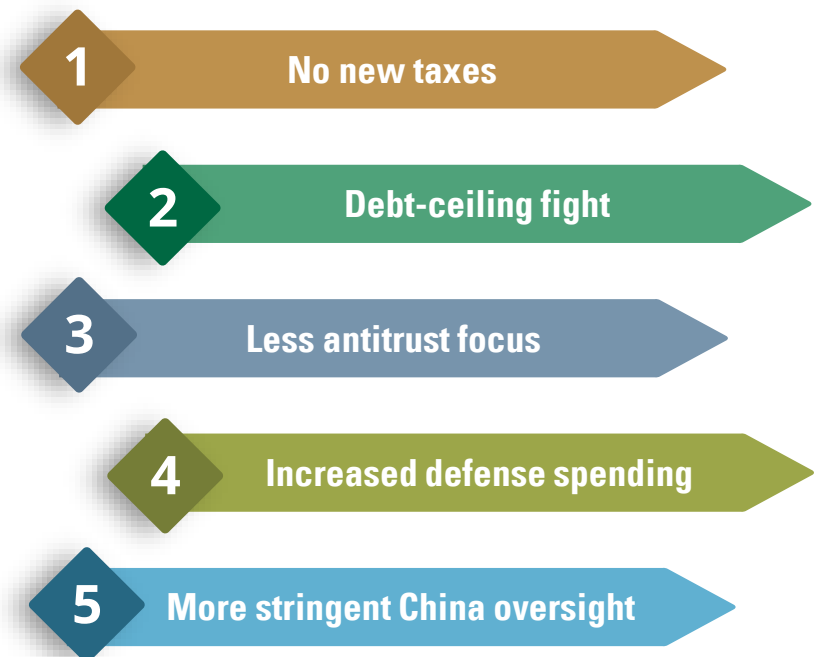 1 No new taxes
2 Debt-ceiling fight
3 Less antitrust focus
4 Increased defense spending
5 More stringent China oversight